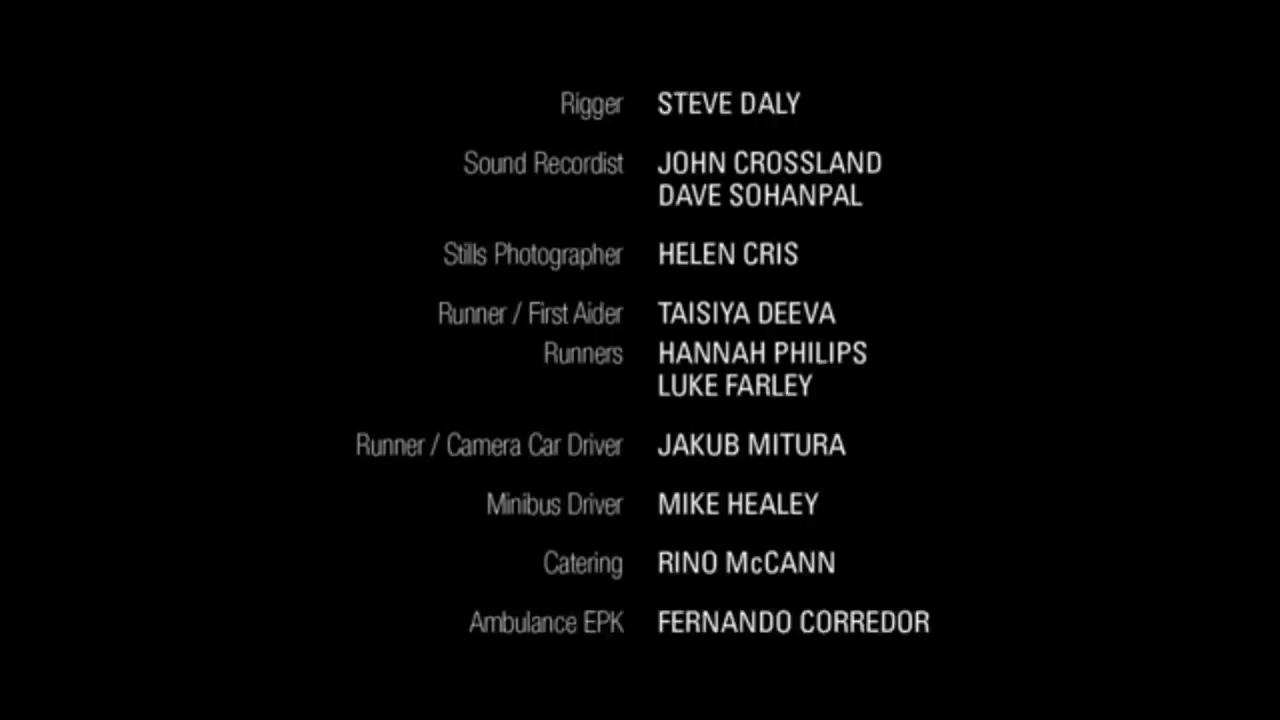 Rigger STEVE DALY
Sound Recordist JOHN CROSSLAND
DAVE SOHANPAL
Stills Photographer HELEN CRIS
Runner / First Aider TAISIYA DEEVA
Runners HANNAH PHILIPS
LUKE FARLEY
Runner / Camera Car Driver JAKUB MITURA
Minibus Driver MIKE HEALEY
Catering RINO McCANN
Ambulance EPK FERNANDO CORREDOR